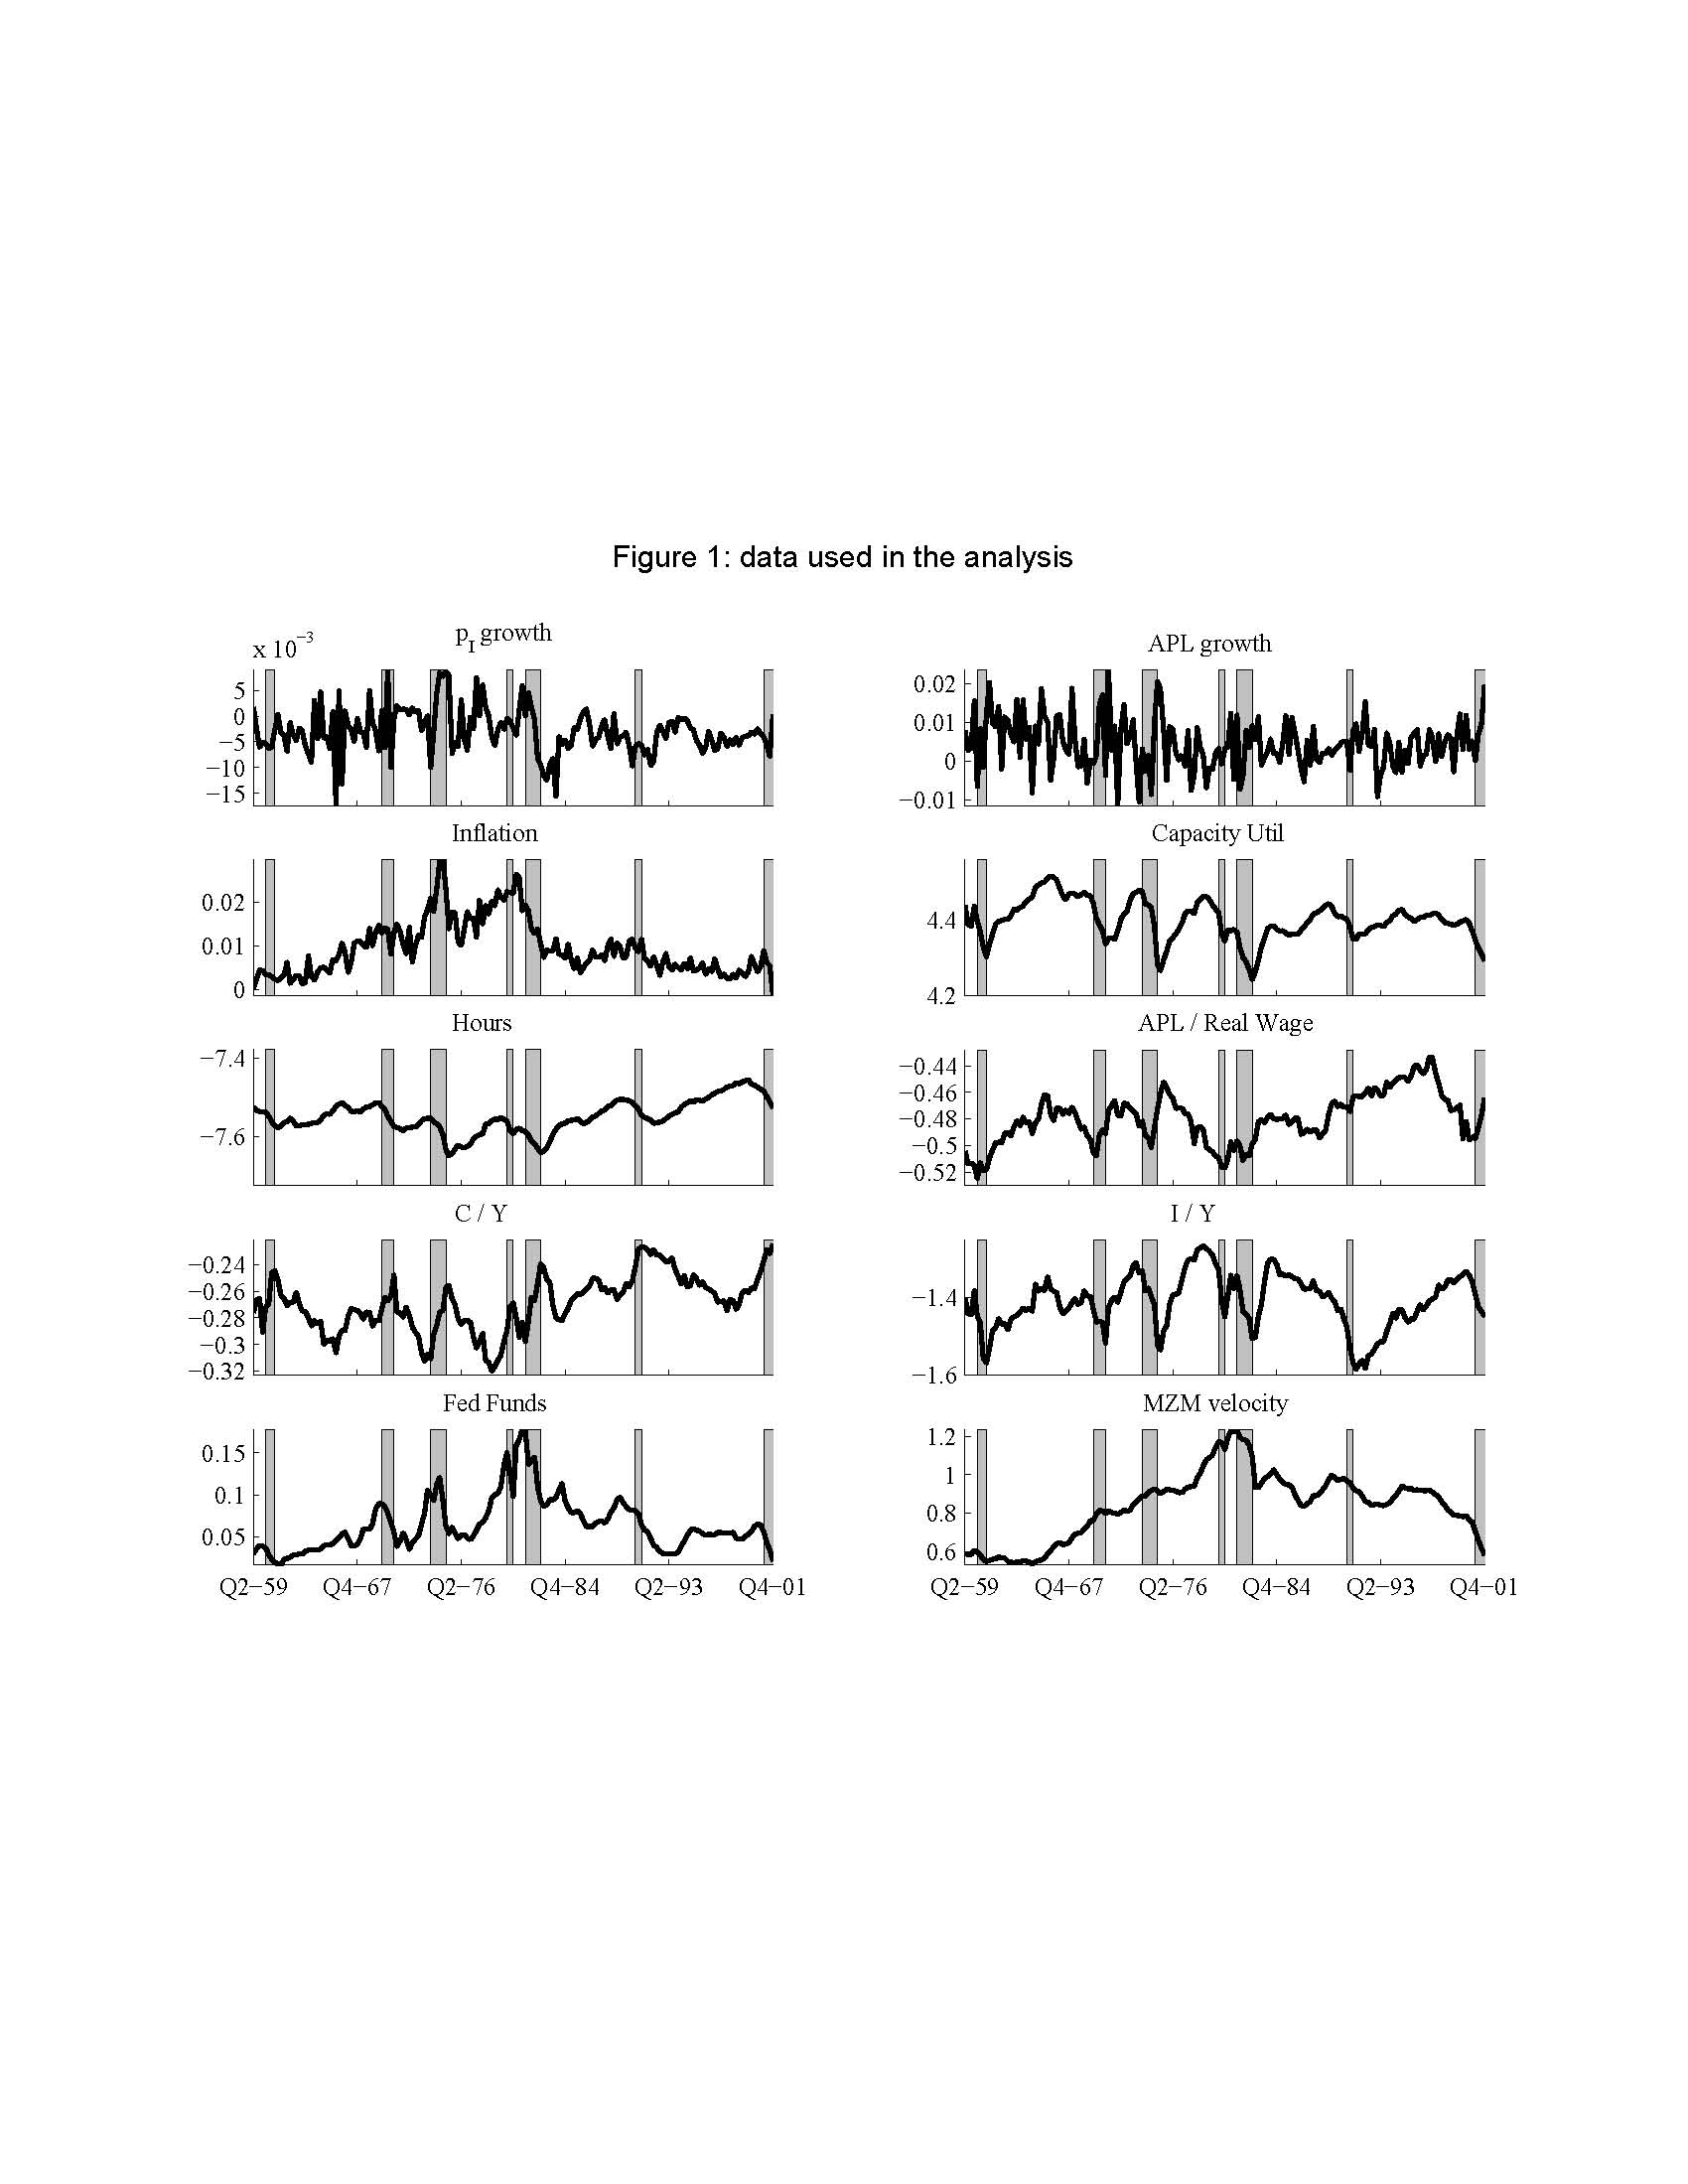 Figure 1: data used in the analysis
x 10⁻³
p_I growth
5
0
−5
−10
−15
APL growth
0.02
0.01
0
−0.01
Inflation
0.02
0.01
0
Capacity Util
4.4
4.2
Hours
−7.4
−7.6
APL / Real Wage
−0.44
−0.46
−0.48
−0.5
−0.52
C / Y
−0.24
−0.26
−0.28
−0.3
−0.32
I / Y
−1.4
−1.6
Fed Funds
0.15
0.1
0.05
Q2−59 Q4−67 Q2−76 Q4−84 Q2−93 Q4−01
MZM velocity
1.2
1
0.8
0.6
Q2−59 Q4−67 Q2−76 Q4−84 Q2−93 Q4−01